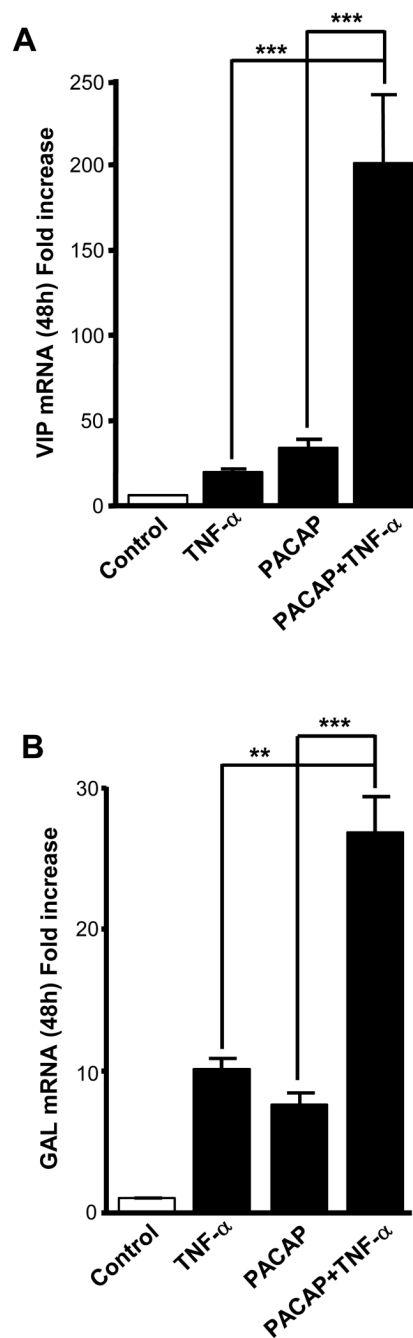 A
***
***
VIP mRNA (48h) Fold increase
250
200
150
100
50
0
Control
TNF-α
PACAP
PACAP+TNF-α
B
***
**
GAL mRNA (48h) Fold increase
30
20
10
0
Control
TNF-α
PACAP
PACAP+TNF-α